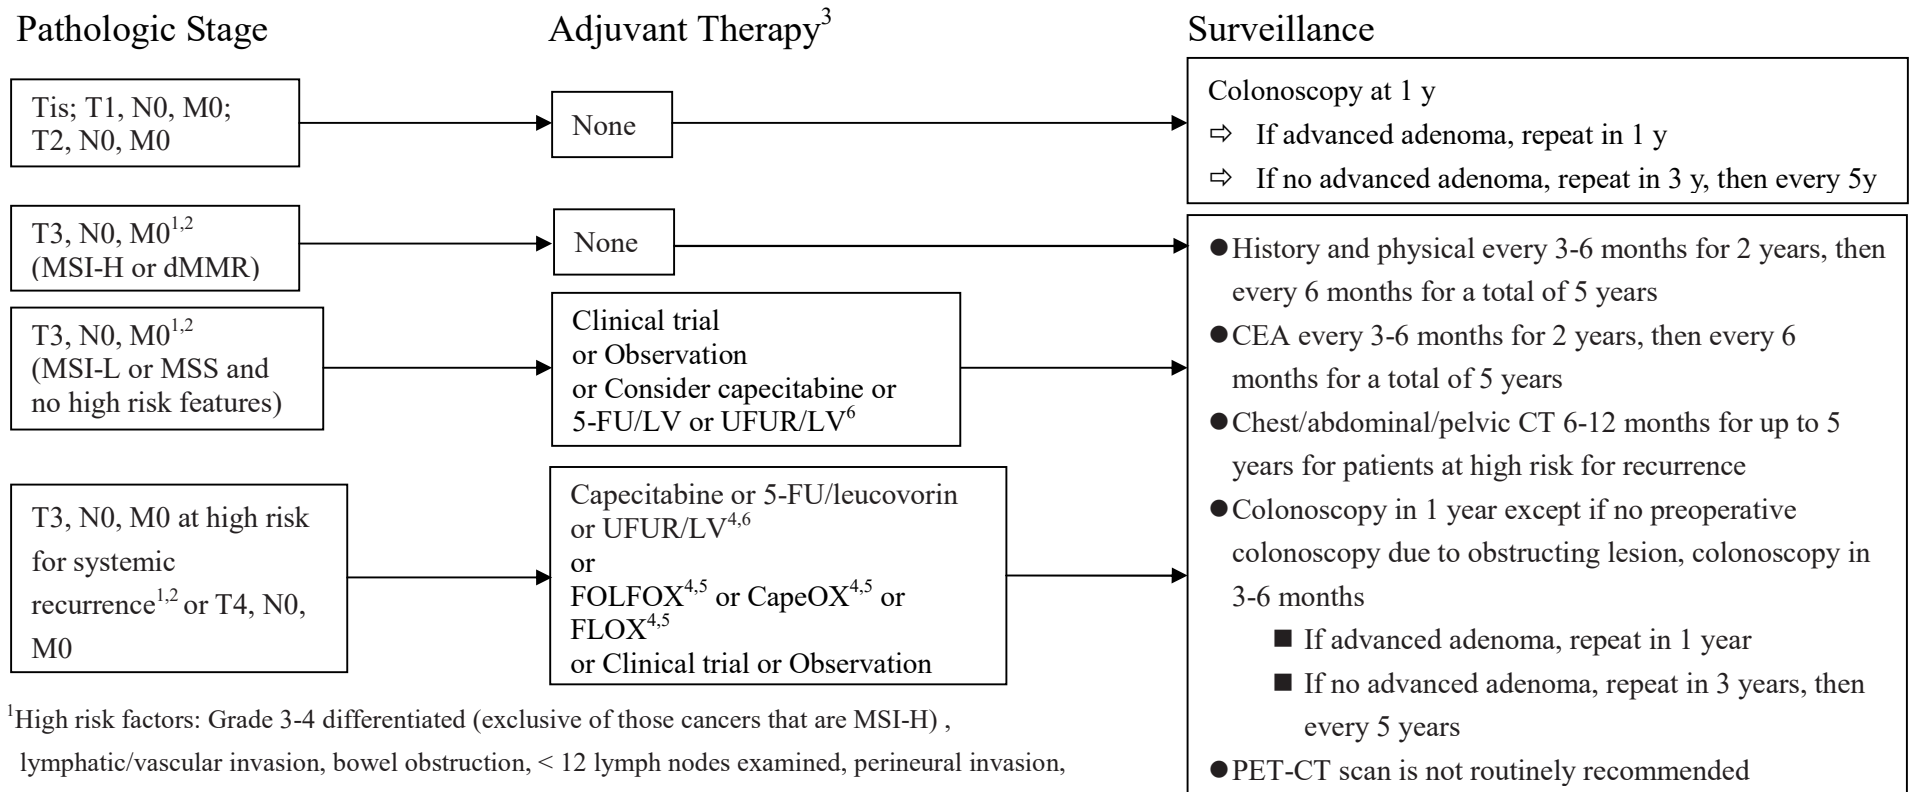 Pathologic Stage
Adjuvant Therapy3
Surveillance
Tis; T1, N0, M0;
T2, N0, M0
None
Colonoscopy at 1 y
⇨ If advanced adenoma, repeat in 1 y
⇨ If no advanced adenoma, repeat in 3 y, then every 5y
T3, N0, M01,2
(MSI-H or dMMR)
None
T3, N0, M01,2
(MSI-L or MSS and
no high risk features)
Clinical trial
or Observation
or Consider capecitabine or
5-FU/LV or UFUR/LV6
T3, N0, M0 at high risk
for systemic
recurrence1,2 or T4, N0,
M0
Capecitabine or 5-FU/leucovorin
or UFUR/LV4,6
or
FOLFOX4,5 or CapeOX4,5 or
FLOX4,5
or Clinical trial or Observation
●History and physical every 3-6 months for 2 years, then
every 6 months for a total of 5 years
●CEA every 3-6 months for 2 years, then every 6
months for a total of 5 years
●Chest/abdominal/pelvic CT 6-12 months for up to 5
years for patients at high risk for recurrence
●Colonoscopy in 1 year except if no preoperative
colonoscopy due to obstructing lesion, colonoscopy in
3-6 months
■ If advanced adenoma, repeat in 1 year
■ If no advanced adenoma, repeat in 3 years, then
every 5 years
●PET-CT scan is not routinely recommended
1High risk factors: Grade 3-4 differentiated (exclusive of those cancers that are MSI-H) ,
lymphatic/vascular invasion, bowel obstruction, < 12 lymph nodes examined, perineural invasion,